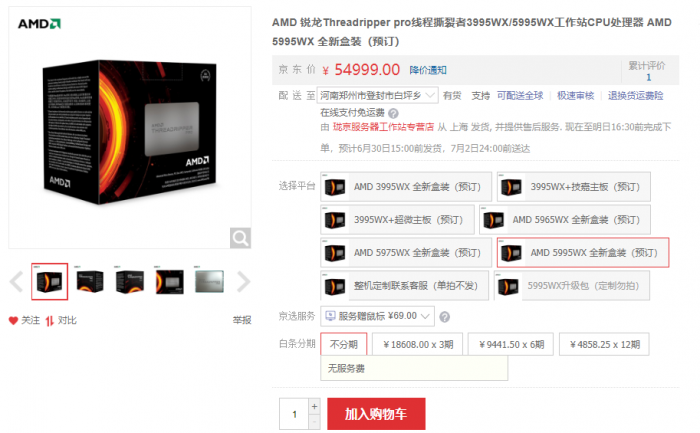 AMD
AMD
RYZEN
THREADRIPPER
AMD
AMD 锐龙Threadripper pro线程撕裂者3995WX/5995WX工作站CPU处理器 AMD
5995WX 全新盒装（预订）
京 东 价 ￥ 54999.00 降价通知
累计评价
1
配 送 至 河南郑州市登封市白坪乡 有货 支持 可配送全球 极速审核 退换货运费险
在线支付免运费 ?
由 珑京服务器工作站专营店 从 上海 发货, 并提供售后服务. 现在至明日16:30前完成下
单，预计6月30日15:00前发货，7月2日24:00前送达
选择平台
AMD 3995WX 全新盒装（预订）
3995WX+技嘉主板（预订）
3995WX+超微主板（预订）
AMD 5965WX 全新盒装（预订）
AMD 5975WX 全新盒装（预订）
AMD 5995WX 全新盒装（预订）
整机定制联系客服（单拍不发）
5995WX升级包（定制勿拍）
关注 对比 举报
京选服务 服务赠鼠标 ¥69.00 ?
白条分期 不分期 ￥18608.00 x 3期 ￥9441.50 x 6期 ￥4858.25 x 12期
无服务费
1 + - 加入购物车